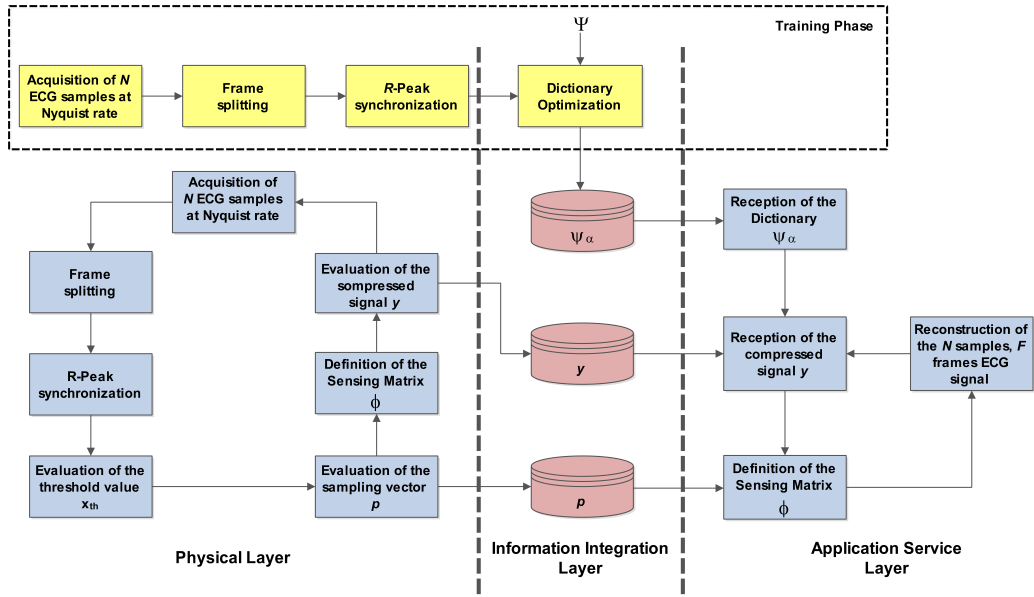 Training Phase
Ψ
Acquisition of N
ECG samples at
Nyquist rate
Frame
splitting
R-Peak
synchronization
Dictionary
Optimization
Acquisition of
N ECG samples
at Nyquist rate
Frame
splitting
R-Peak
synchronization
Evaluation of the
threshold value
x_th
Evaluation of the
sompressed
signal y
Definition of the
Sensing Matrix
ϕ
Evaluation of the
sampling vector
p
ψ α
y
p
Reception of the
Dictionary
ψ α
Reception of the
compressed
signal y
Definition of the
Sensing Matrix
ϕ
Reconstruction of
the N samples, F
frames ECG
signal
Physical Layer
Information Integration
Layer
Application Service
Layer